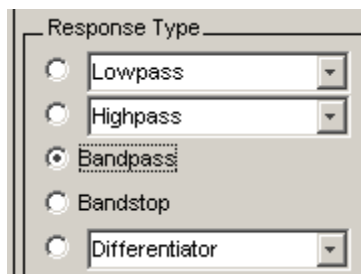 Response Type
Lowpass
Highpass
Bandpass
Bandstop
Differentiator